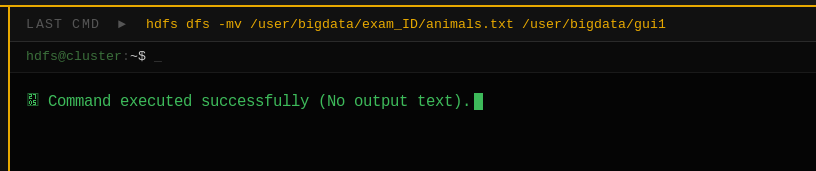 LAST CMD ► hdfs dfs -mv /user/bigdata/exam_ID/animals.txt /user/bigdata/gui1
hdfs@cluster:~$ _
Command executed successfully (No output text).